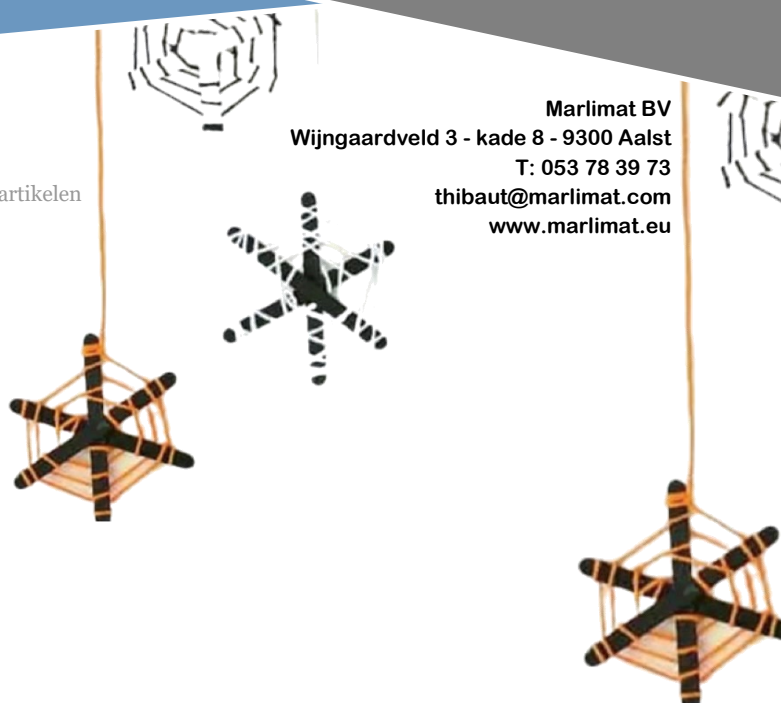 Marlimat BV
Wijngaardveld 3 - kade 8 - 9300 Aalst
T: 053 78 39 73
artikelen
thibaut@marlimat.com
www.marlimat.eu